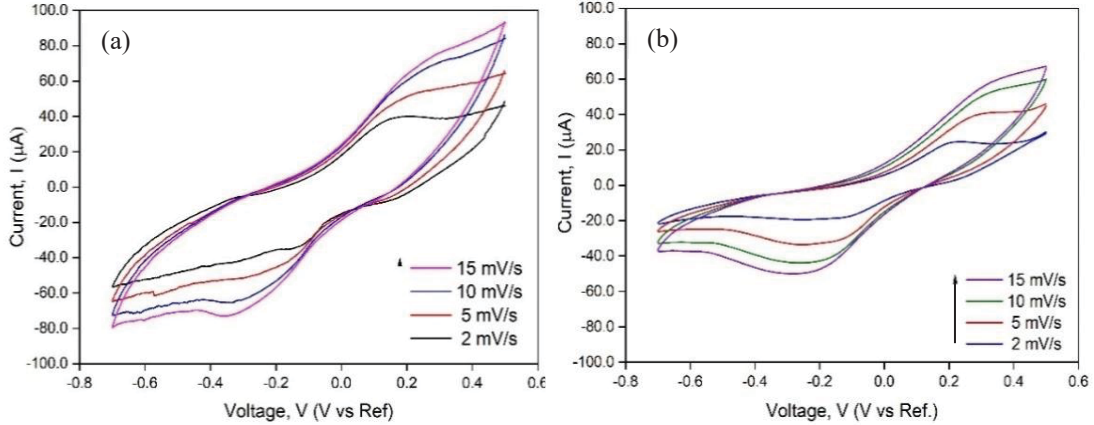 (a)
100.0
80.0
60.0
40.0
20.0
0.0
-20.0
-40.0
-60.0
-80.0
-100.0
Current, I (μA)
15 mV/s
10 mV/s
5 mV/s
2 mV/s
-0.8
-0.6
-0.4
-0.2
0.0
0.2
0.4
0.6
Voltage, V (V vs Ref)
(b)
100.0
80.0
60.0
40.0
20.0
0.0
-20.0
-40.0
-60.0
-80.0
-100.0
Current, I (μA)
15 mV/s
10 mV/s
5 mV/s
2 mV/s
-0.8
-0.6
-0.4
-0.2
0.0
0.2
0.4
0.6
Voltage, V (V vs Ref.)